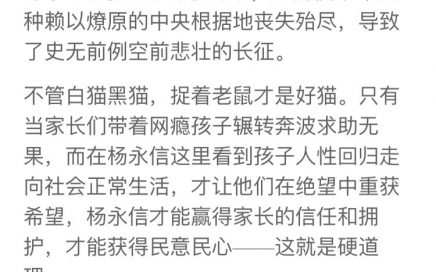 种赖以燎原的中央根据地丧失殆尽，导致
了史无前例空前悲壮的长征。
不管白猫黑猫，捉着老鼠才是好猫。只有
当家长们带着网瘾孩子辗转奔波求助无
果，而在杨永信这里看到孩子人性回归走
向社会正常生活，才让他们在绝望中重获
希望，杨永信才能赢得家长的信任和拥
护，才能获得民意民心——这就是硬道